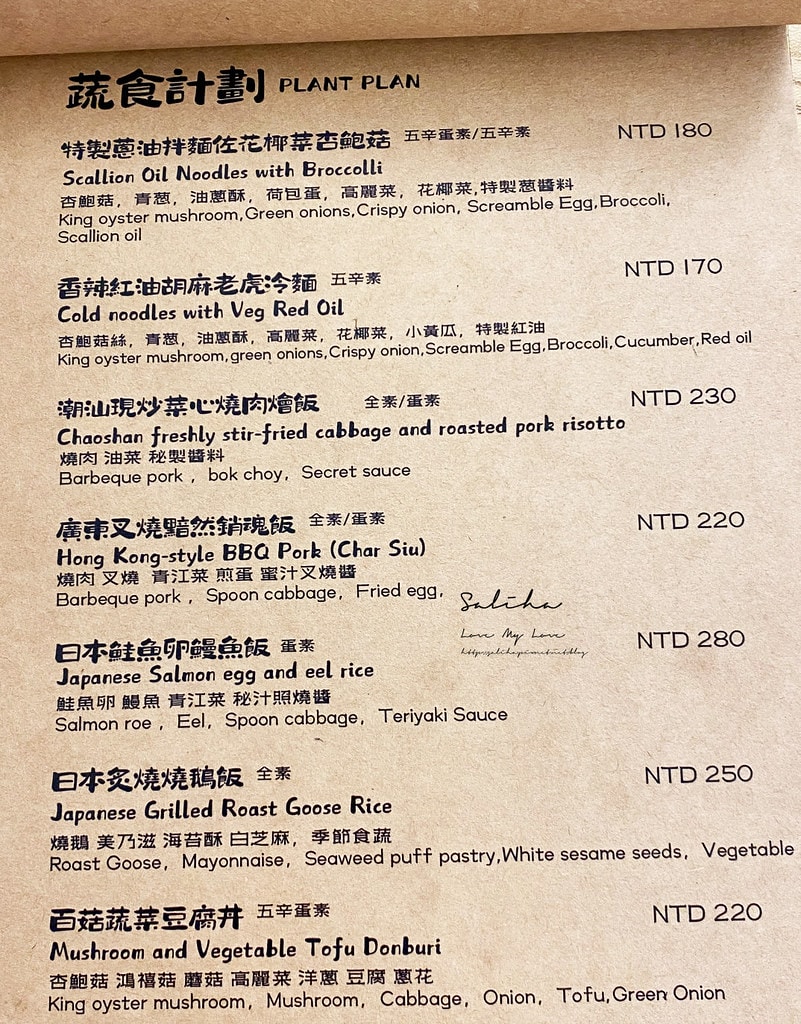 蔬食計劃 PLANT PLAN
特製蔥油拌麵佐花椰菜杏鮑菇 五辛蛋素/五辛素 NTD 180
Scallion Oil Noodles with Broccolli
杏鮑菇, 青葱, 油蔥酥, 荷包蛋, 高麗菜, 花椰菜,特製葱醬料
King oyster mushroom,Green onions,Crispy onion, Screamble Egg,Broccoli,
Scallion oil
香辣紅油胡麻老虎冷麵 五辛素 NTD 170
Cold noodles with Veg Red Oil
杏鮑菇絲, 青葱, 油蔥酥, 高麗菜, 花椰菜, 小黃瓜, 特製紅油
King oyster mushroom,green onions,Crispy onion,Screamble Egg,Broccoli,Cucumber,Red oil
潮汕現炒菜心燒肉燴飯 全素/蛋素 NTD 230
Chaoshan freshly stir-fried cabbage and roasted pork risotto
燒肉 油菜 秘製醬料
Barbeque pork , bok choy, Secret sauce
廣東叉燒黯然銷魂飯 全素/蛋素 NTD 220
Hong Kong-style BBQ Pork (Char Siu)
燒肉 叉燒 青江菜 煎蛋 蜜汁叉燒醬
Barbeque pork , Spoon cabbage, Fried egg,
Saliha
Love My Love
日本鮭魚卵鰻魚飯 蛋素 NTD 280
Japanese Salmon egg and eel rice
鮭魚卵 鰻魚 青江菜 秘汁照燒醬
Salmon roe , Eel, Spoon cabbage, Teriyaki Sauce
日本炙燒燒鵝飯 全素 NTD 250
Japanese Grilled Roast Goose Rice
燒鵝 美乃滋 海苔酥 白芝麻, 季節食蔬
Roast Goose, Mayonnaise, Seaweed puff pastry,White sesame seeds, Vegetable
百菇蔬菜豆腐丼 五辛蛋素 NTD 220
Mushroom and Vegetable Tofu Donburi
杏鮑菇 鴻禧菇 蘑菇 高麗菜 洋蔥 豆腐 蔥花
King oyster mushroom, Mushroom, Cabbage, Onion, Tofu,Green Onion